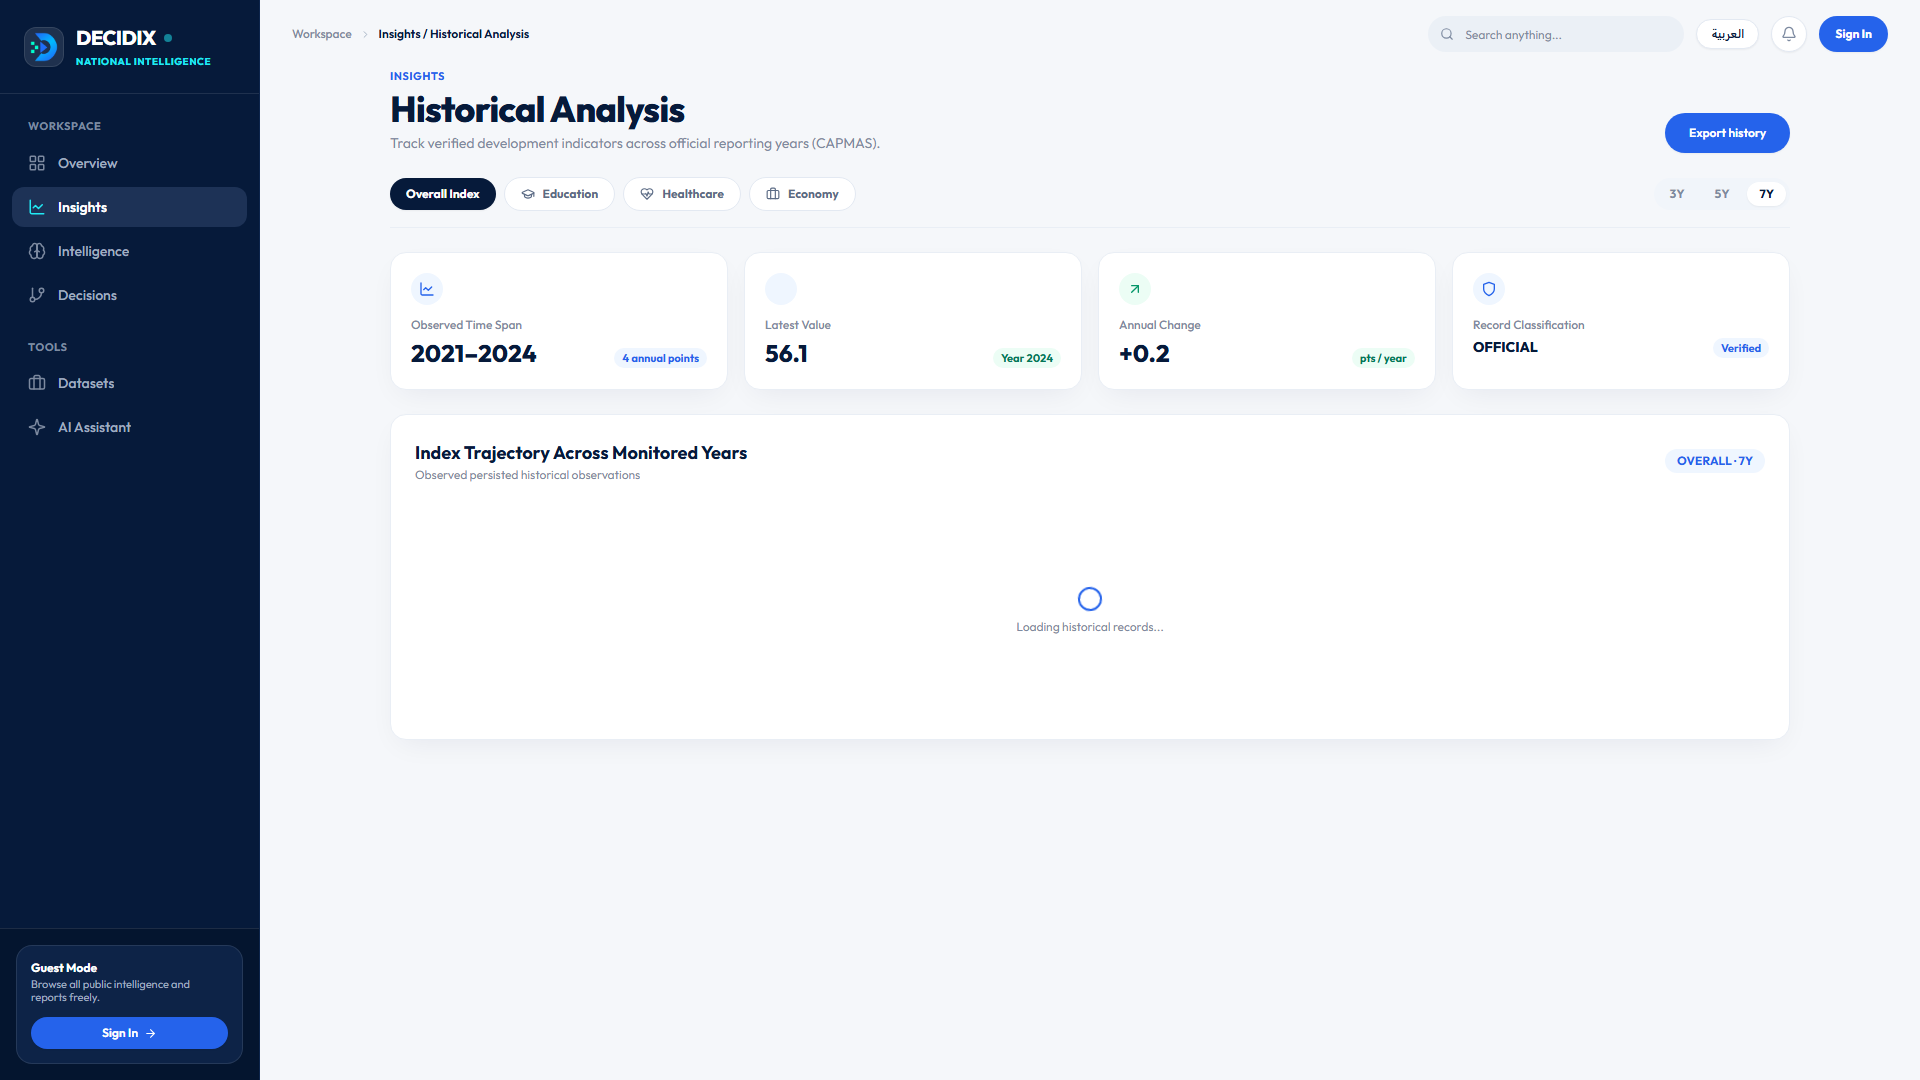 DECIDIX
NATIONAL INTELLIGENCE
WORKSPACE
Overview
Insights
Intelligence
Decisions
TOOLS
Datasets
AI Assistant
Guest Mode
Browse all public intelligence and
reports freely.
Sign In
Workspace
Insights / Historical Analysis
Search anything...
العربية
Sign In
INSIGHTS
Historical Analysis
Track verified development indicators across official reporting years (CAPMAS).
Export history
Overall Index
Education
Healthcare
Economy
3Y
5Y
7Y
Observed Time Span
2021–2024
4 annual points
Latest Value
56.1
Year 2024
Annual Change
+0.2
pts / year
Record Classification
OFFICIAL
Verified
Index Trajectory Across Monitored Years
Observed persisted historical observations
OVERALL · 7Y
Loading historical records...